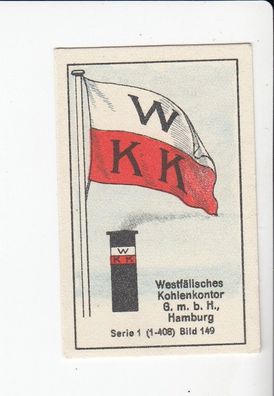 W
KK
W
KK
Westfälisches
Kohlenkontor
G. m. b. H.,
Hamburg
Serie 1 (1-408) Bild 149